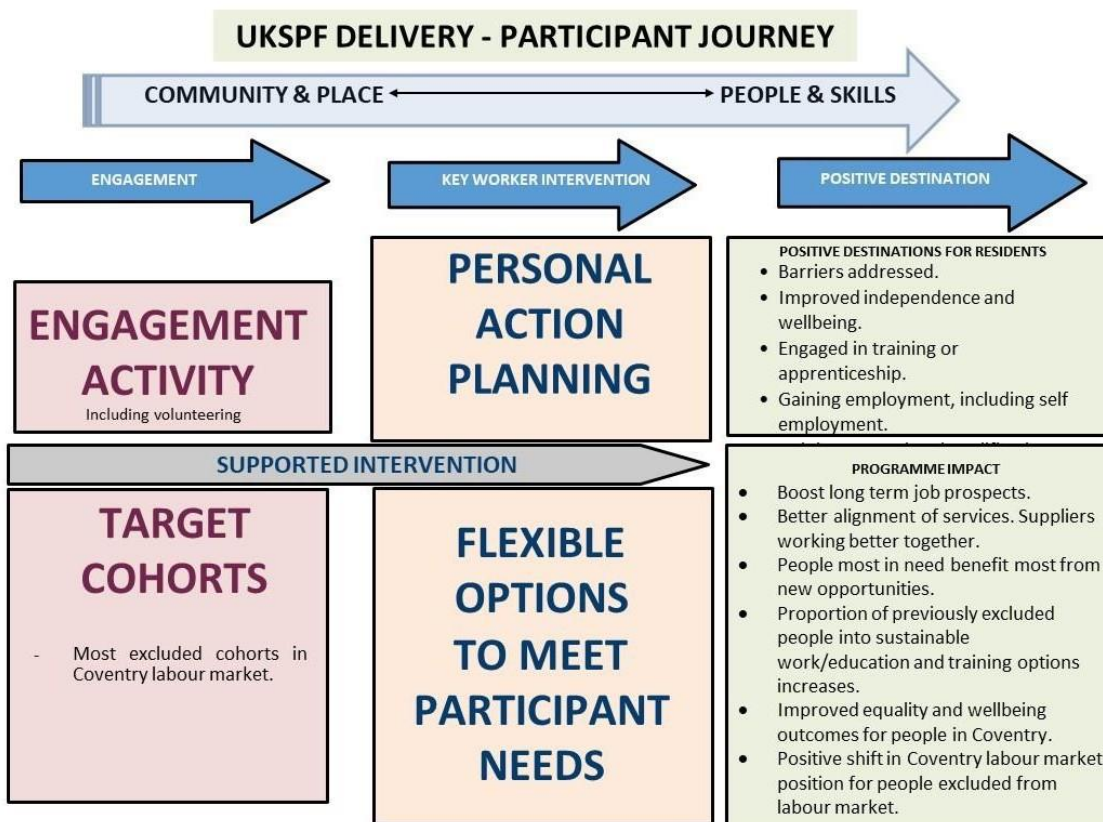 UKSPF DELIVERY - PARTICIPANT JOURNEY
COMMUNITY & PLACE
PEOPLE & SKILLS
ENGAGEMENT
KEY WORKER INTERVENTION
POSITIVE DESTINATION
ENGAGEMENT
ACTIVITY
Including volunteering
PERSONAL
ACTION
PLANNING
POSITIVE DESTINATIONS FOR RESIDENTS
• Barriers addressed.
• Improved independence and
wellbeing.
• Engaged in training or
apprenticeship.
• Gaining employment, including self
employment.
SUPPORTED INTERVENTION
TARGET
COHORTS
- Most excluded cohorts in
Coventry labour market.
FLEXIBLE
OPTIONS
TO MEET
PARTICIPANT
NEEDS
PROGRAMME IMPACT
• Boost long term job prospects.
• Better alignment of services. Suppliers
working better together.
• People most in need benefit most from
new opportunities.
• Proportion of previously excluded
people into sustainable
work/education and training options
increases.
• Improved equality and wellbeing
outcomes for people in Coventry.
• Positive shift in Coventry labour market
position for people excluded from
labour market.